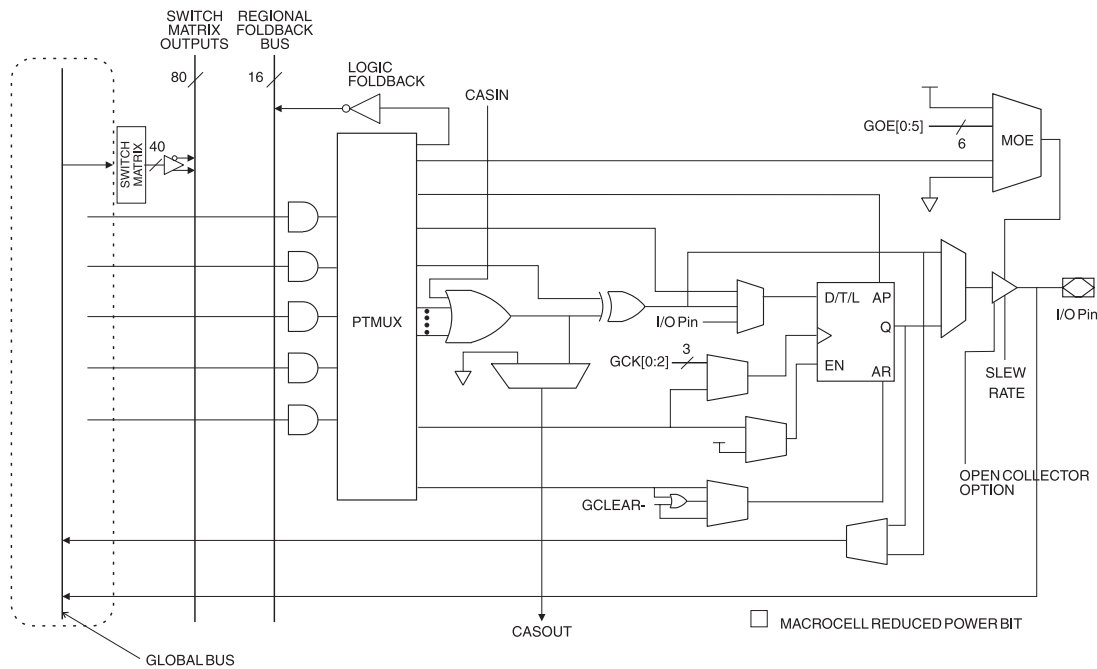 SWITCH
MATRIX
OUTPUTS
REGIONAL
FOLDBACK
BUS
80
16
LOGIC
FOLDBACK
CASIN
GOE[0:5]
6
MOE
SWITCH
MATRIX
40
PTMUX
D/T/L
AP
Q
EN
AR
I/O Pin
I/O Pin
GCK[0:2]
3
SLEW
RATE
OPEN COLLECTOR
OPTION
GCLEAR-
CASOUT
MACROCELL REDUCED POWER BIT
GLOBAL BUS